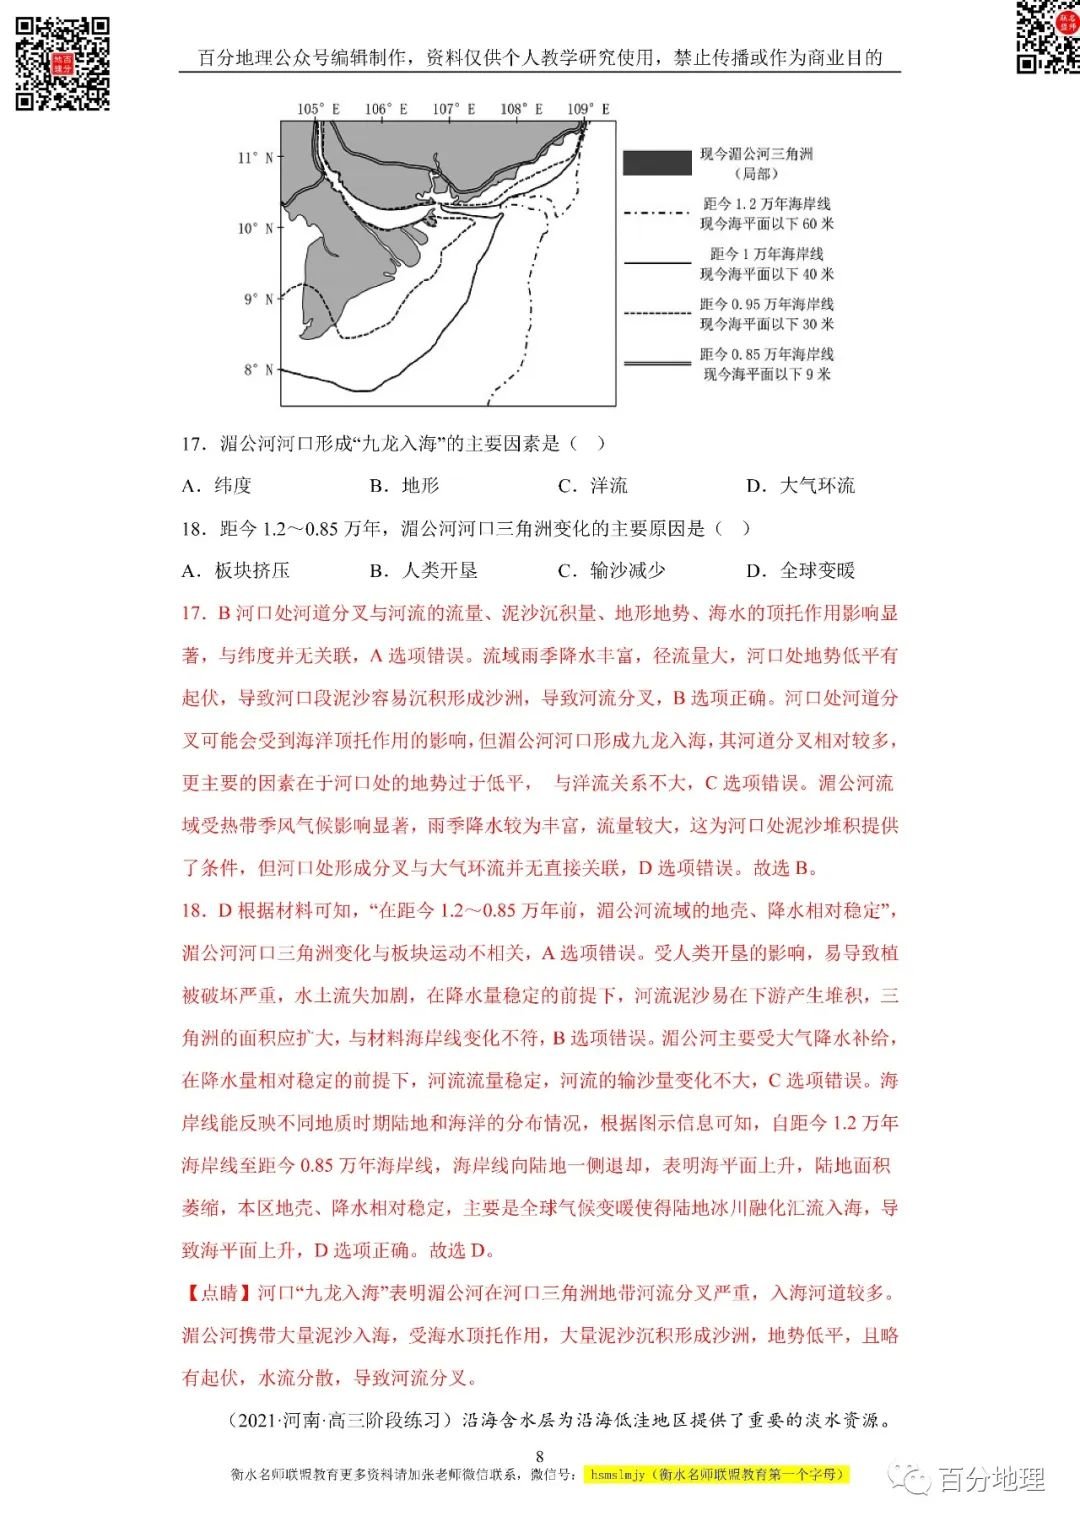 百分地理公众号编辑制作，资料仅供个人教学研究使用，禁止传播或作为商业目的
105° E 106° E 107° E 108° E 109° E
11° N
10° N
9° N
8° N
现今湄公河三角洲
（局部）
距今 1.2 万年海岸线
现今海平面以下 60 米
距今 1 万年海岸线
现今海平面以下 40 米
距今 0.95 万年海岸线
现今海平面以下 30 米
距今 0.85 万年海岸线
现今海平面以下 9 米
17．湄公河河口形成“九龙入海”的主要因素是（ ）
A．纬度 B．地形 C．洋流 D．大气环流
18．距今 1.2～0.85 万年，湄公河河口三角洲变化的主要原因是（ ）
A．板块挤压 B．人类开垦 C．输沙减少 D．全球变暖
17．B 河口处河道分叉与河流的流量、泥沙沉积量、地形地势、海水的顶托作用影响显
著，与纬度并无关联，A 选项错误。流域雨季降水丰富，径流量大，河口处地势低平有
起伏，导致河口段泥沙容易沉积形成沙洲，导致河流分叉，B 选项正确。河口处河道分
叉可能会受到海洋顶托作用的影响，但湄公河河口形成九龙入海，其河道分叉相对较多，
更主要的因素在于河口处的地势过于低平， 与洋流关系不大，C 选项错误。湄公河流
域受热带季风气候影响显著，雨季降水较为丰富，流量较大，这为河口处泥沙堆积提供
了条件，但河口处形成分叉与大气环流并无直接关联，D 选项错误。故选 B。
18．D 根据材料可知，“在距今 1.2～0.85 万年前，湄公河流域的地壳、降水相对稳定”，
湄公河河口三角洲变化与板块运动不相关，A 选项错误。受人类开垦的影响，易导致植
被破坏严重，水土流失加剧，在降水量稳定的前提下，河流泥沙易在下游产生堆积，三
角洲的面积应扩大，与材料海岸线变化不符，B 选项错误。湄公河主要受大气降水补给，
在降水量相对稳定的前提下，河流流量稳定，河流的输沙量变化不大，C 选项错误。海
岸线能反映不同地质时期陆地和海洋的分布情况，根据图示信息可知，自距今 1.2 万年
海岸线至距今 0.85 万年海岸线，海岸线向陆地一侧退却，表明海平面上升，陆地面积
萎缩，本区地壳、降水相对稳定，主要是全球气候变暖使得陆地冰川融化汇流入海，导
致海平面上升，D 选项正确。故选 D。
【点睛】河口“九龙入海”表明湄公河在河口三角洲地带河流分叉严重，入海河道较多。
湄公河携带大量泥沙入海，受海水顶托作用，大量泥沙沉积形成沙洲，地势低平，且略
有起伏，水流分散，导致河流分叉。
（2021·河南·高三阶段练习）沿海含水层为沿海低洼地区提供了重要的淡水资源。
8
衡水名师联盟教育更多资料请加张老师微信联系，微信号： hsmslmjy（衡水名师联盟教育第一个字母）
百分地理